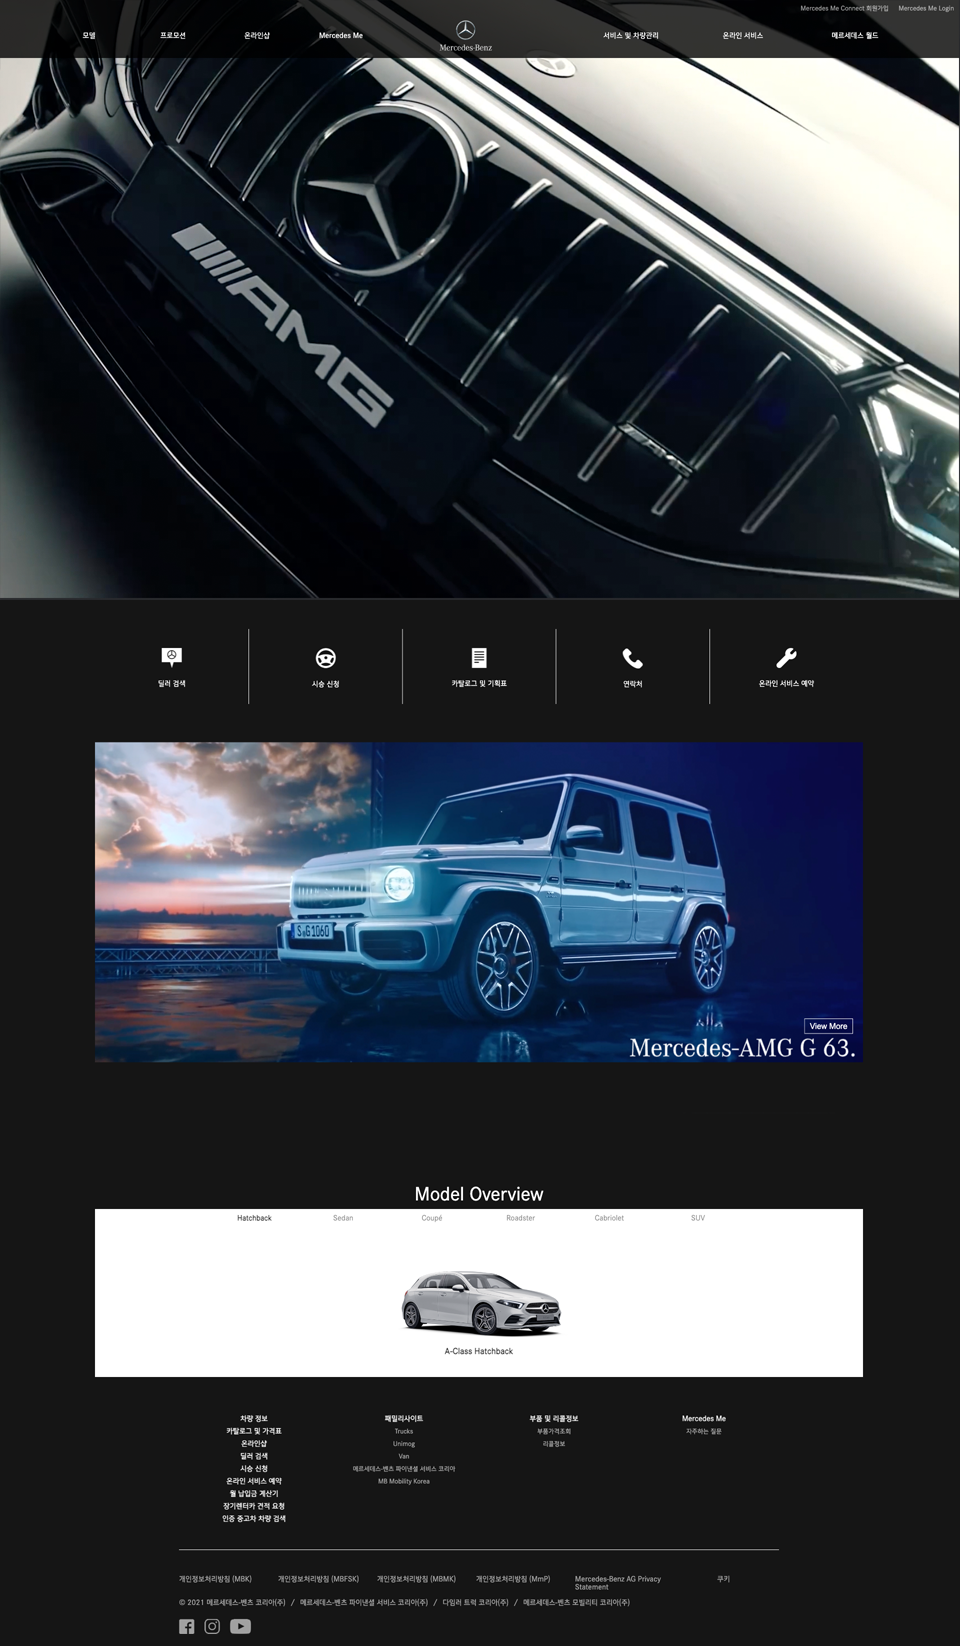 Mercedes Me Connect 회원가입 Mercedes Me Login
모델 프로모션 온라인샵 Mercedes Me Mercedes-Benz 서비스 및 차량관리 온라인 서비스 메르세데스 월드
AMG
AMG
딜러 검색 시승 신청 카탈로그 및 기획표 연락처 온라인 서비스 예약
S G 1060
View More
Mercedes-AMG G 63.
Model Overview
Hatchback Sedan Coupé Roadster Cabriolet SUV
A-Class Hatchback
차량 정보 패밀리사이트 부품 및 리콜정보 Mercedes Me
카탈로그 및 가격표 Trucks 부품가격조회 자주하는 질문
온라인샵 Unimog 리콜정보
딜러 검색 Van
시승 신청 메르세데스-벤츠 파이낸셜 서비스 코리아
온라인 서비스 예약 MB Mobility Korea
월 납입금 계산기
장기렌터카 견적 요청
인증 중고차 차량 검색
개인정보처리방침 (MBK) 개인정보처리방침 (MBFSK) 개인정보처리방침 (MBMK) 개인정보처리방침 (MmP) Mercedes-Benz AG Privacy 쿠키
Statement
© 2021 메르세데스-벤츠 코리아(주) / 메르세데스-벤츠 파이낸셜 서비스 코리아(주) / 다임러 트럭 코리아(주) / 메르세데스-벤츠 모빌리티 코리아(주)